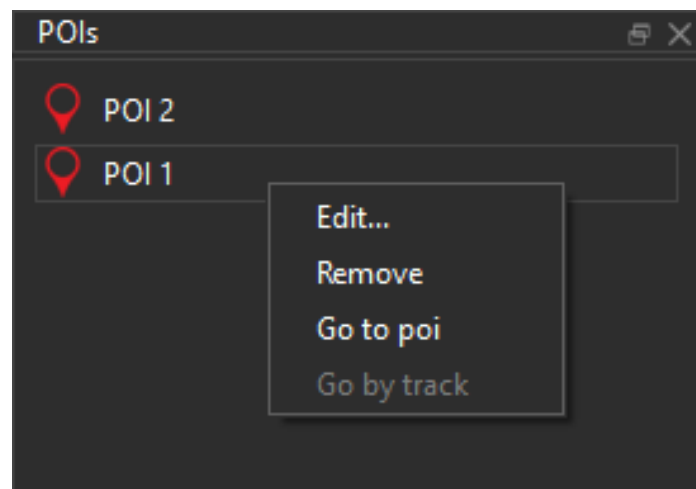 POIs
POI 2
POI 1
Edit...
Remove
Go to poi
Go by track